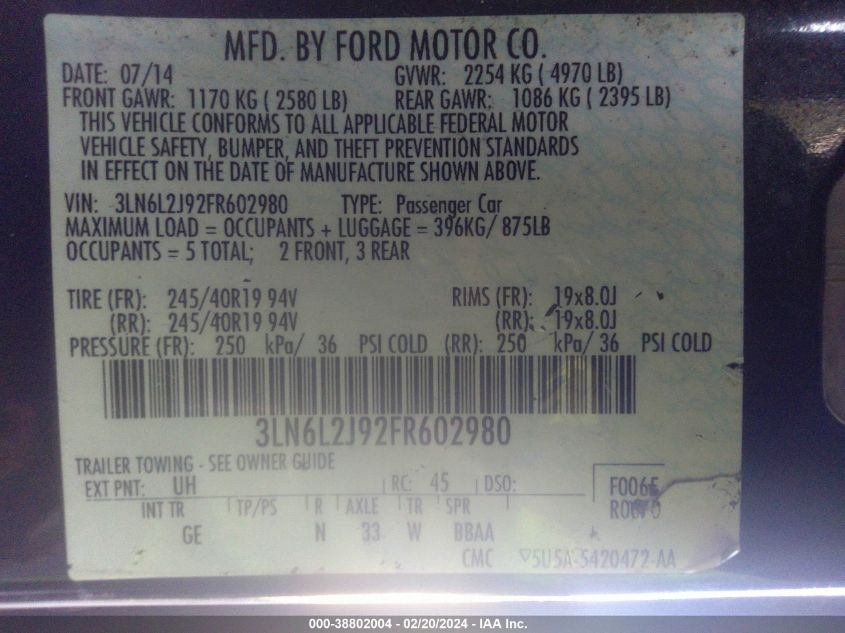 MFD. BY FORD MOTOR CO.
DATE: 07/14 GVWR: 2254 KG ( 4970 LB)
FRONT GAWR: 1170 KG ( 2580 LB) REAR GAWR: 1086 KG ( 2395 LB)
THIS VEHICLE CONFORMS TO ALL APPLICABLE FEDERAL MOTOR
VEHICLE SAFETY, BUMPER, AND THEFT PREVENTION STANDARDS
IN EFFECT ON THE DATE OF MANUFACTURE SHOWN ABOVE.
VIN: 3LN6L2J92FR602980 TYPE: Passenger Car
MAXIMUM LOAD = OCCUPANTS + LUGGAGE = 396KG/ 875LB
OCCUPANTS = 5 TOTAL; 2 FRONT, 3 REAR
TIRE (FR): 245/40R19 94V RIMS (FR): 19x8.0J
(RR): 245/40R19 94V (RR): 19x8.0J
PRESSURE (FR): 250 kPa/ 36 PSI COLD (RR): 250 kPa/ 36 PSI COLD
3LN6L2J92FR602980
TRAILER TOWING - SEE OWNER GUIDE
EXT PNT: UH RC: 45 DSO:
INT TR TP/PS R AXLE TR SPR
GE N 33 W BBAA
CMC 5U5A-5420472-AA
000-38802004 - 02/20/2024 - IAA Inc.